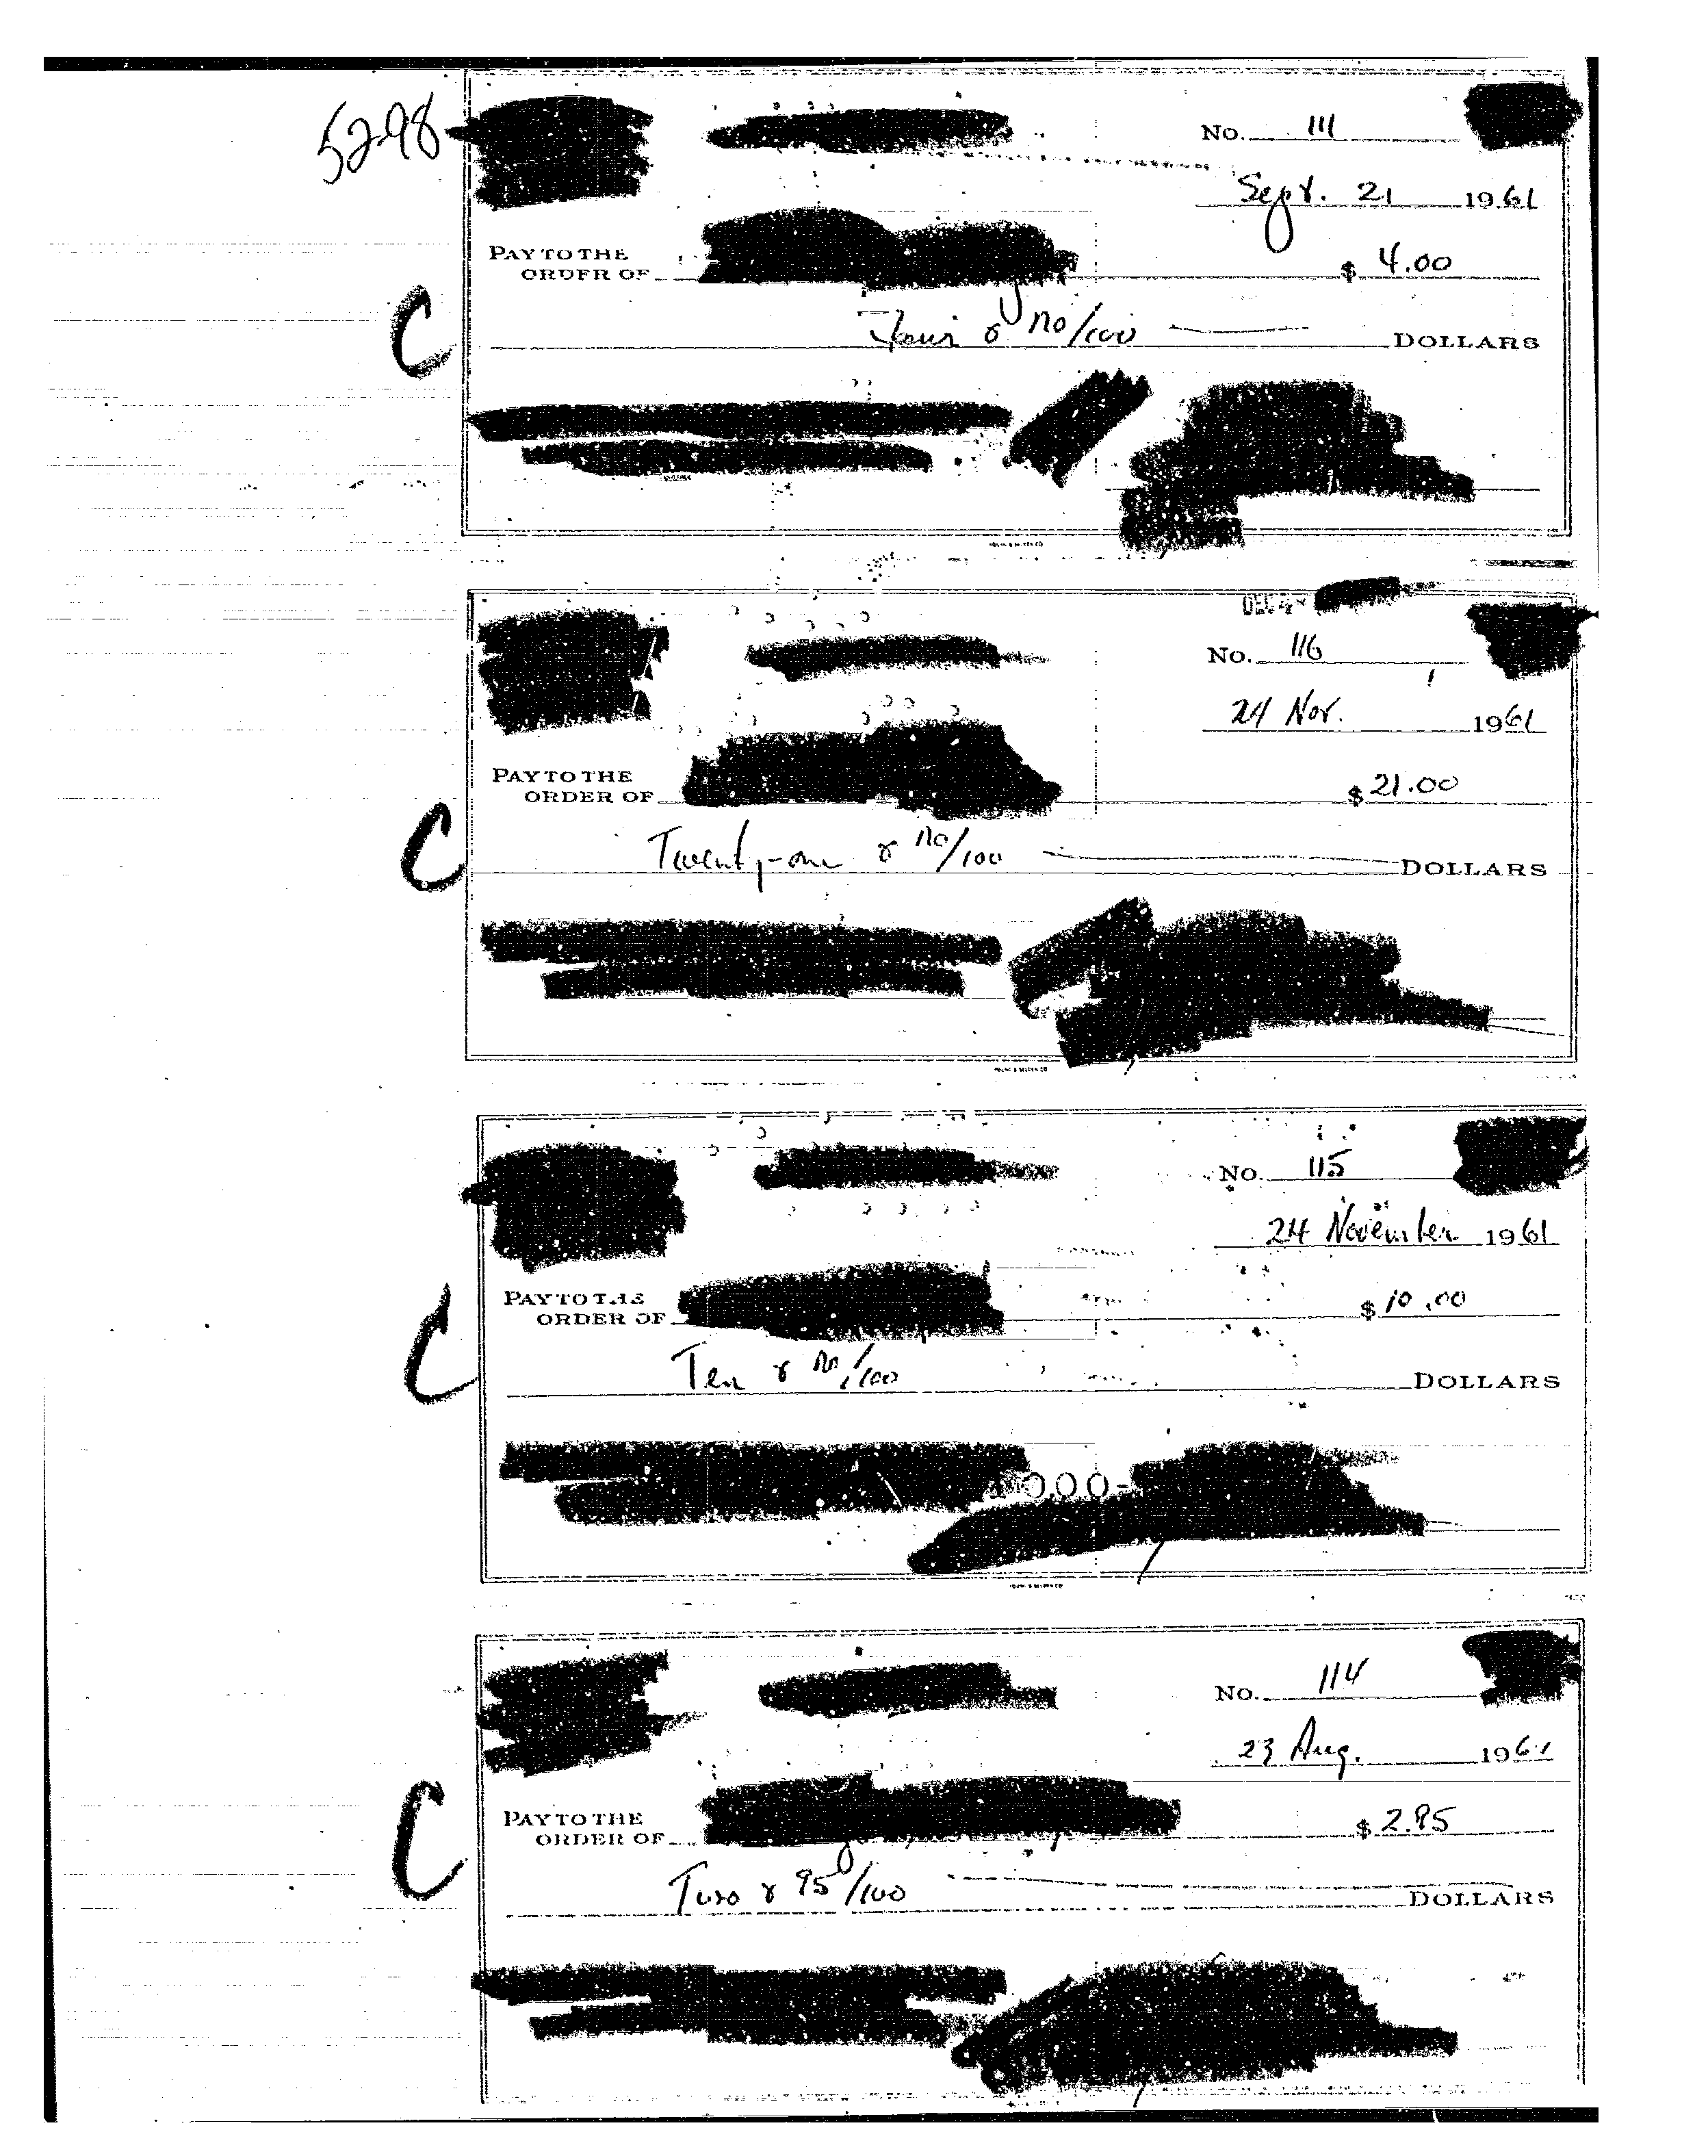 5298
No. 111
Sept. 21 1961
PAY TO THE
ORDER OF $ 4.00
Four & no/100 DOLLARS
C
No. 116
24 Nov. 1961
PAY TO THE
ORDER OF $ 21.00
Twenty-one & no/100 DOLLARS
C
No. 115
24 November 1961
PAY TO THE
ORDER OF $ 10.00
Ten & no/100 DOLLARS
C
000-
No. 114
23 Aug. 1961
PAY TO THE
ORDER OF $ 2.95
Two & 95/100 DOLLARS
C